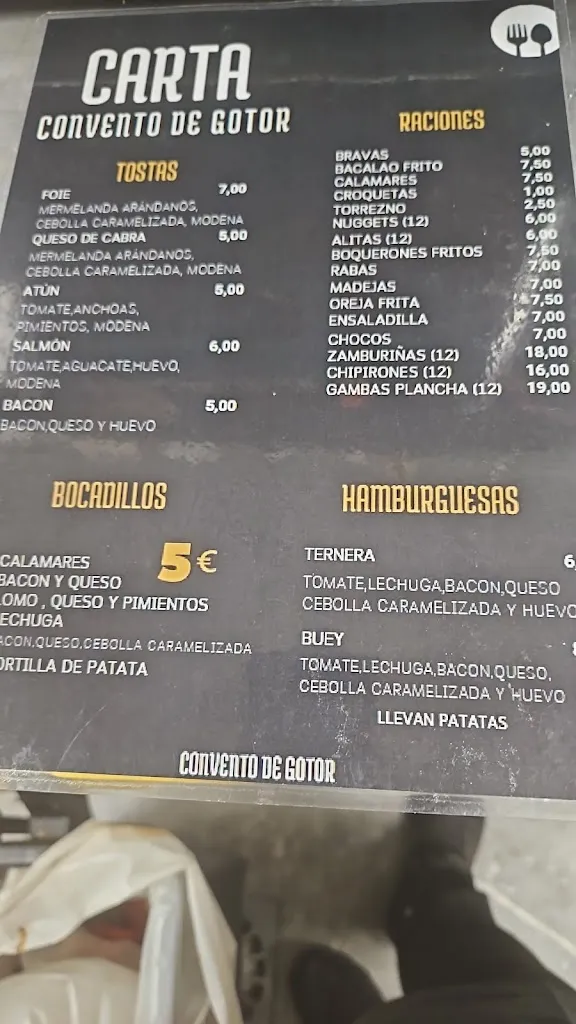 CARTA
CONVENTO DE GOTOR
TOSTAS
FOIE 7,00
MERMELANDA ARÁNDANOS,
CEBOLLA CARAMELIZADA, MODENA
QUESO DE CABRA 5,00
MERMELANDA ARÁNDANOS,
CEBOLLA CARAMELIZADA, MODENA
ATÚN 5,00
TOMATE,ANCHOAS,
PIMIENTOS, MODENA
SALMÓN 6,00
TOMATE,AGUACATE,HUEVO,
MODENA
BACON 5,00
BACON,QUESO Y HUEVO
RACIONES
BRAVAS 5,00
BACALAO FRITO 7,50
CALAMARES 7,50
CROQUETAS 1,00
TORREZNO 2,50
NUGGETS (12) 6,00
ALITAS (12) 6,00
BOQUERONES FRITOS 7,50
RABAS 7,00
MADEJAS 7,00
OREJA FRITA 7,50
ENSALADILLA 7,00
CHOCOS 7,00
ZAMBURIÑAS (12) 18,00
CHIPIRONES (12) 16,00
GAMBAS PLANCHA (12) 19,00
BOCADILLOS
5€
CALAMARES
BACON Y QUESO
LOMO , QUESO Y PIMIENTOS
LECHUGA
ACON,QUESO,CEBOLLA CARAMELIZADA
ORTILLA DE PATATA
HAMBURGUESAS
TERNERA 6,
TOMATE,LECHUGA,BACON,QUESO
CEBOLLA CARAMELIZADA Y HUEVO
BUEY
TOMATE,LECHUGA,BACON,QUESO,
CEBOLLA CARAMELIZADA Y HUEVO
LLEVAN PATATAS
CONVENTO DE GOTOR